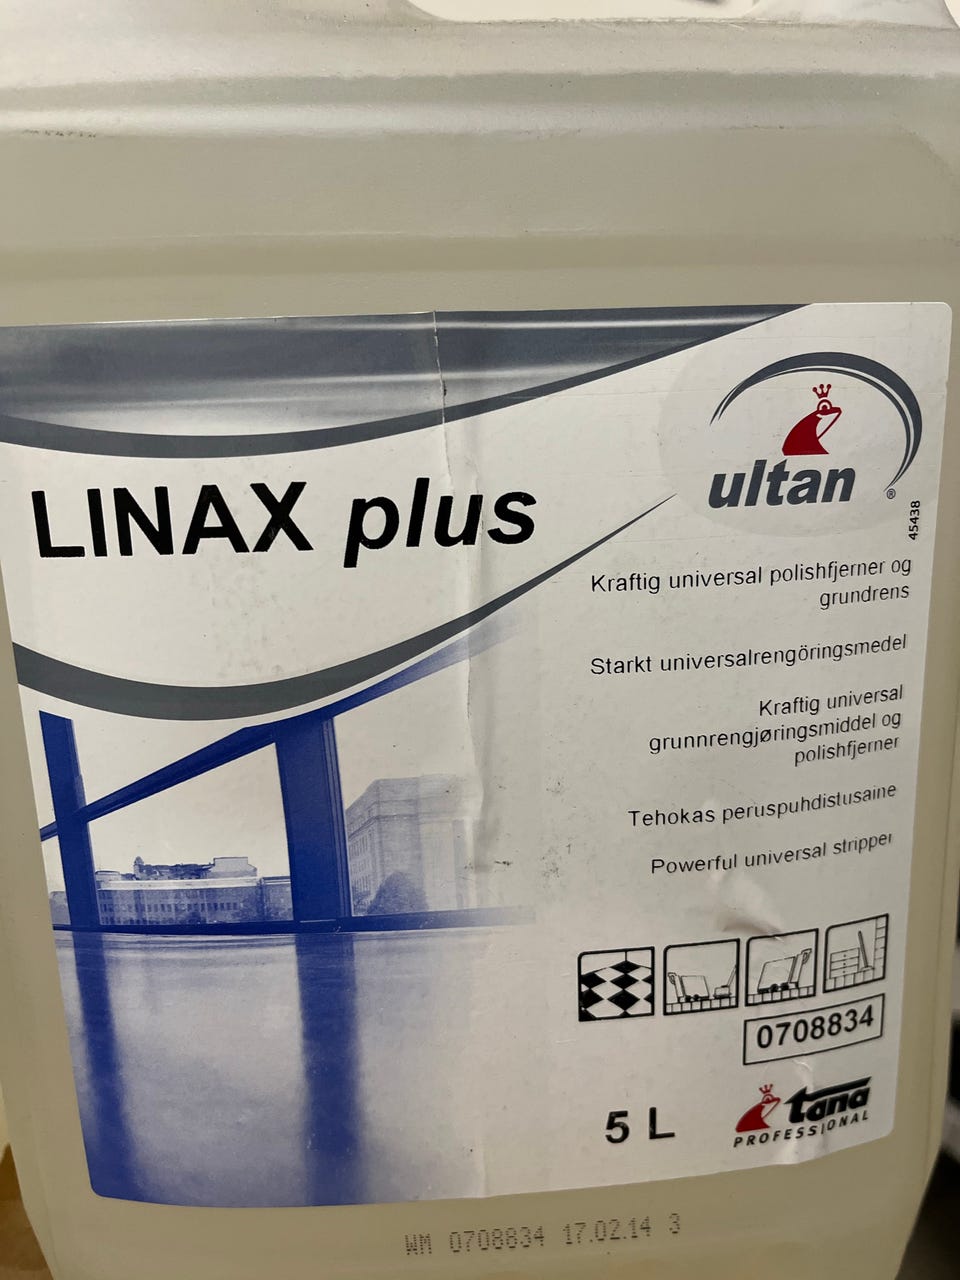 ultan
®
LINAX plus
45438
Kraftig universal polishfjerner og
grundrens
Starkt universalrengöringsmedel
Kraftig universal
grunnrengjøringsmiddel og
polishfjerner
Tehokas peruspuhdistusaine
Powerful universal stripper
0708834
5 L
tana
PROFESSIONAL
WM 0708834 17.02.14 3